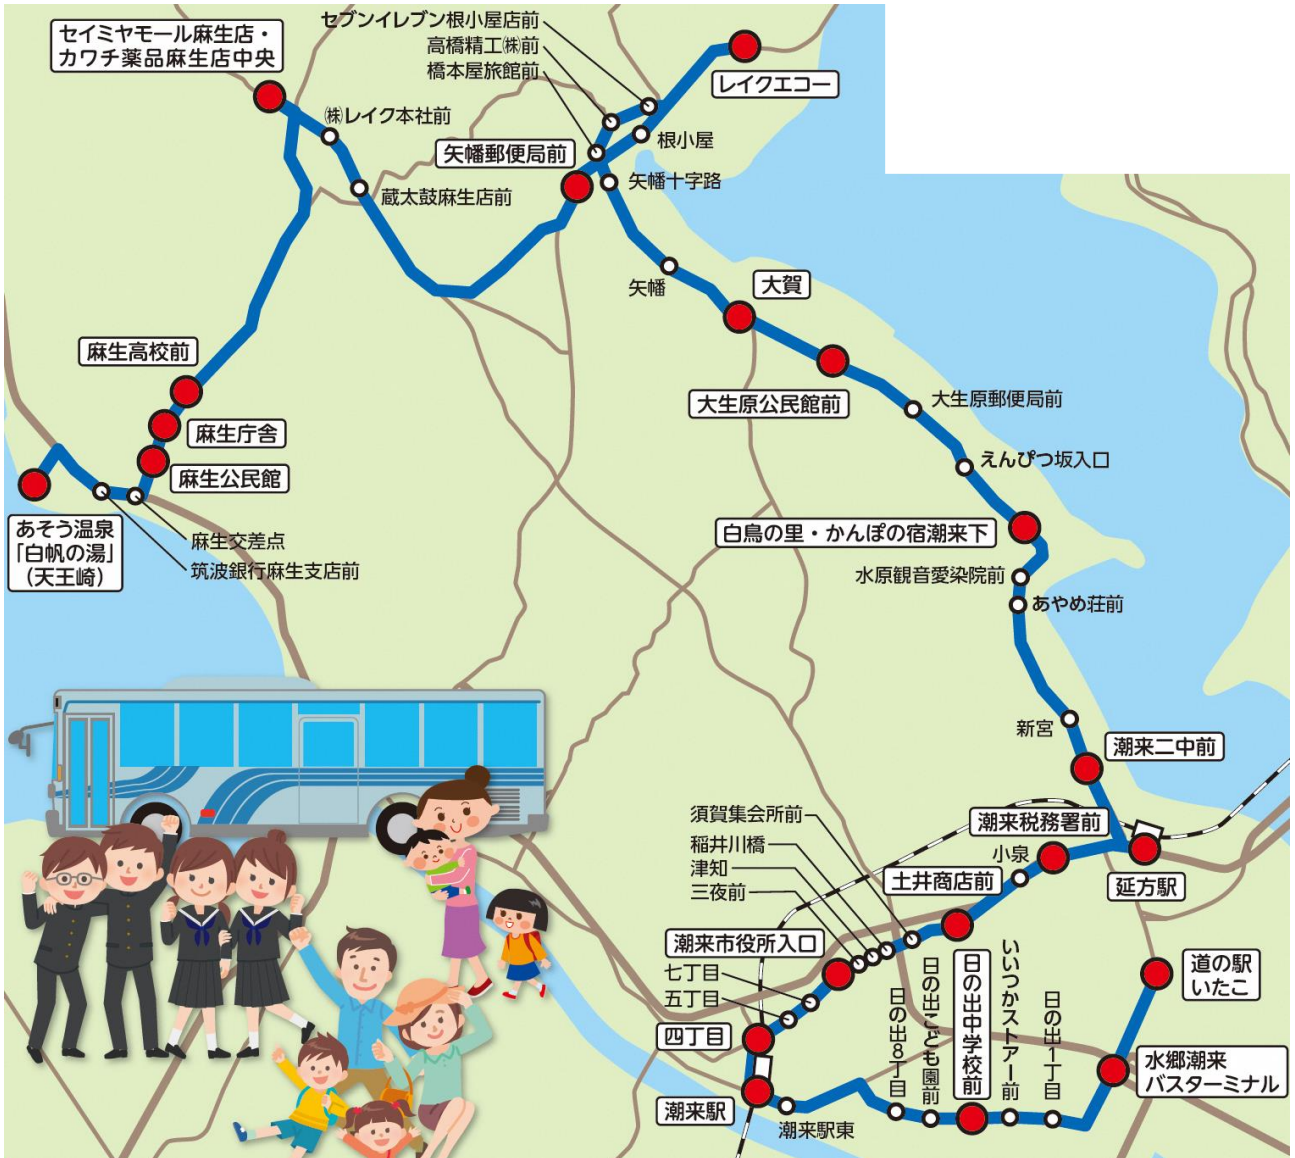 セイミヤモール麻生店・
カワチ薬品麻生店中央
セブンイレブン根小屋店前
高橋精工㈱前
橋本屋旅館前
レイクエコー
㈱レイク本社前
矢幡郵便局前
根小屋
蔵太鼓麻生店前
矢幡十字路
矢幡
大賀
麻生高校前
大生原公民館前
大生原郵便局前
麻生庁舎
麻生公民館
えんぴつ坂入口
あそう温泉
「白帆の湯」
（天王崎）
麻生交差点
筑波銀行麻生支店前
白鳥の里・かんぽの宿潮来下
水原観音愛染院前
あやめ荘前
新宮
潮来二中前
須賀集会所前
稲井川橋
津知
三夜前
潮来税務署前
小泉
土井商店前
延方駅
潮来市役所入口
七丁目
五丁目
四丁目
潮来駅
潮来駅東
日の出8丁目
日の出こども園前
日の出中学校前
いいつかストアー前
日の出1丁目
道の駅
いたこ
水郷潮来
バスターミナル